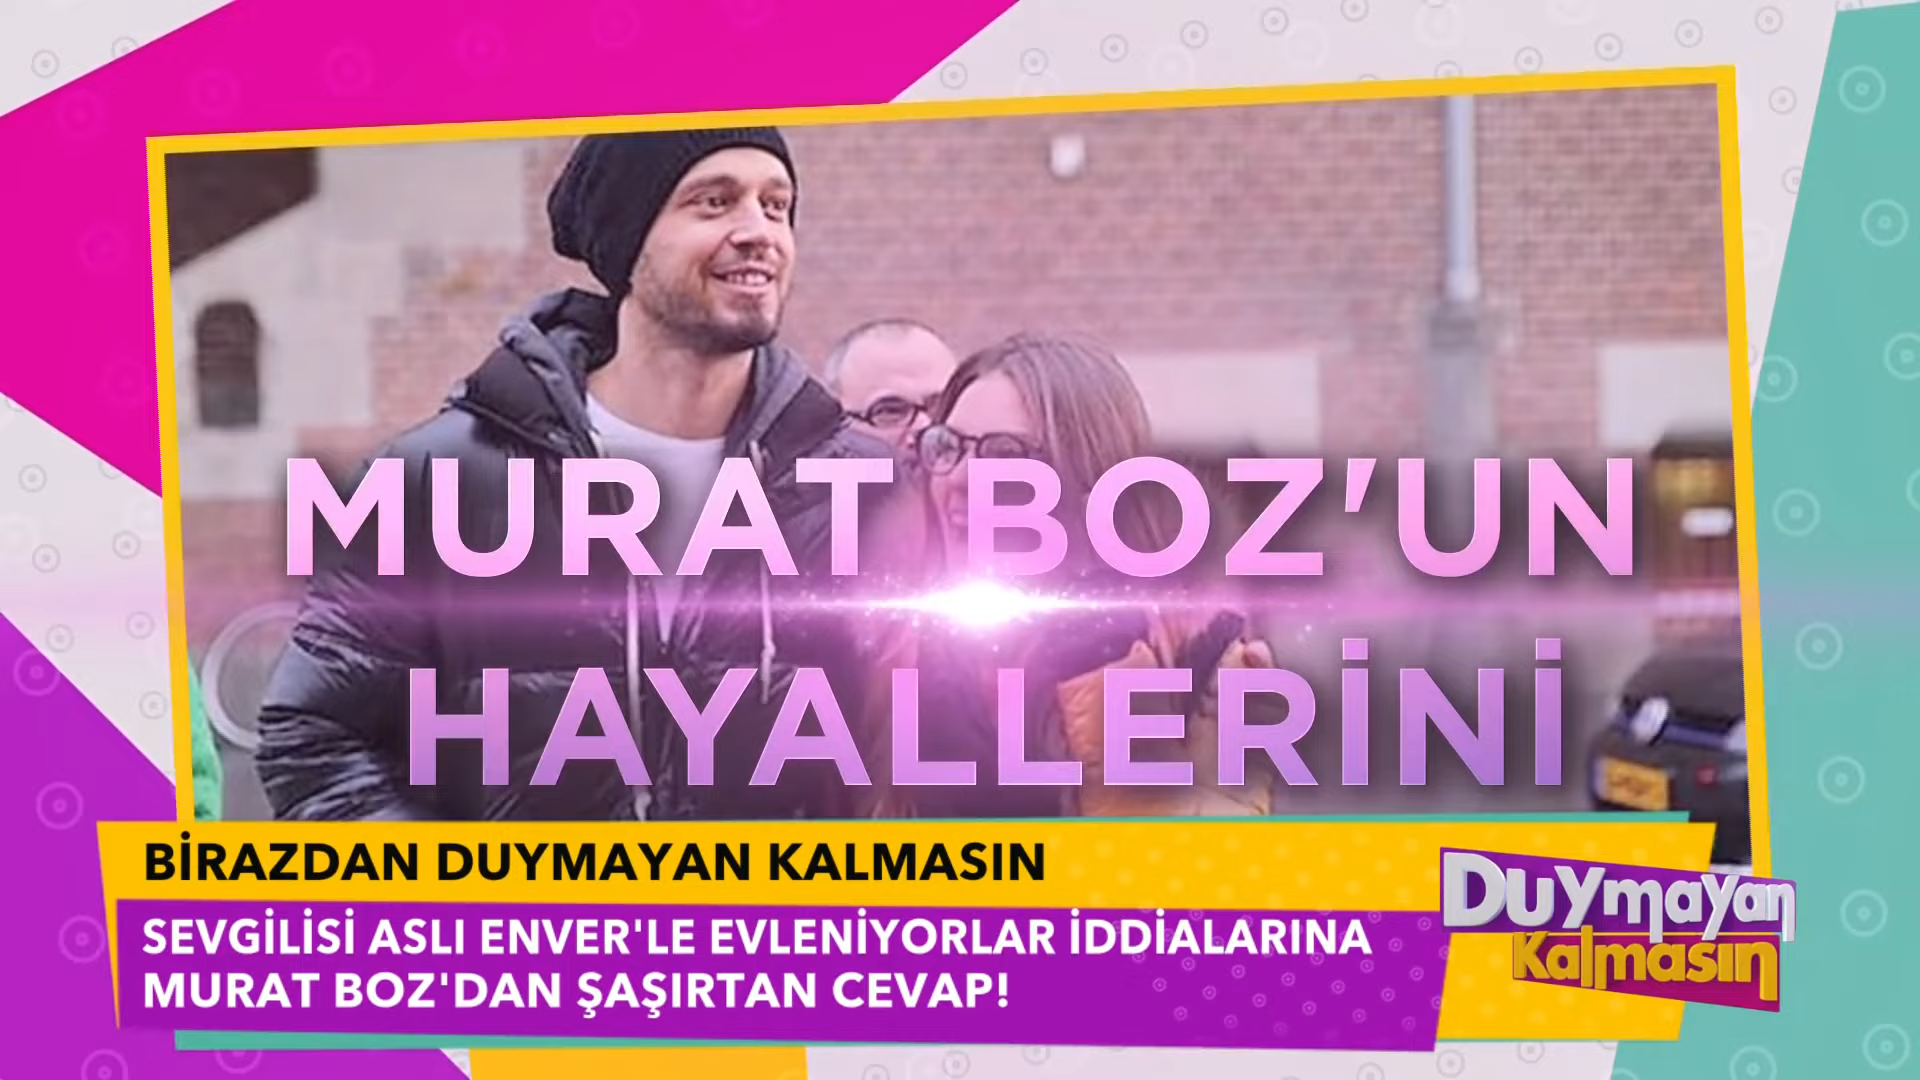 MURAT BOZ'UN
HAYALLERİNİ
BİRAZDAN DUYMAYAN KALMASIN
SEVGİLİSİ ASLI ENVER'LE EVLENİYORLAR İDDİALARINA
MURAT BOZ'DAN ŞAŞIRTAN CEVAP!
Duymayan
Kalmasın